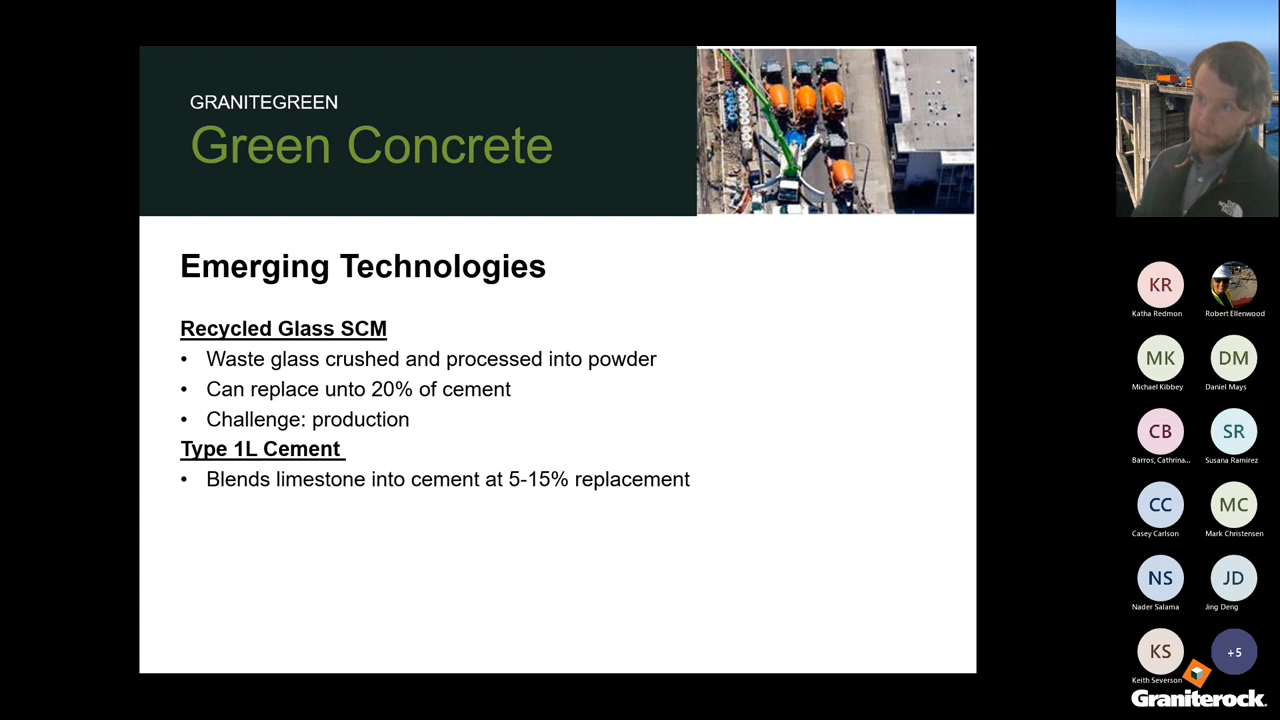 GRANITEGREEN
Green Concrete
Emerging Technologies
Recycled Glass SCM
• Waste glass crushed and processed into powder
• Can replace unto 20% of cement
• Challenge: production
Type 1L Cement
• Blends limestone into cement at 5-15% replacement
KR
Katha Redmon
Robert Ellenwood
MK
Michael Kibbey
DM
Daniel Mays
CB
Barros, Cathrina...
SR
Susana Ramirez
CC
Casey Carlson
MC
Mark Christensen
NS
Nader Salama
JD
Jing Deng
KS
Keith Severson
+5
Graniterock.